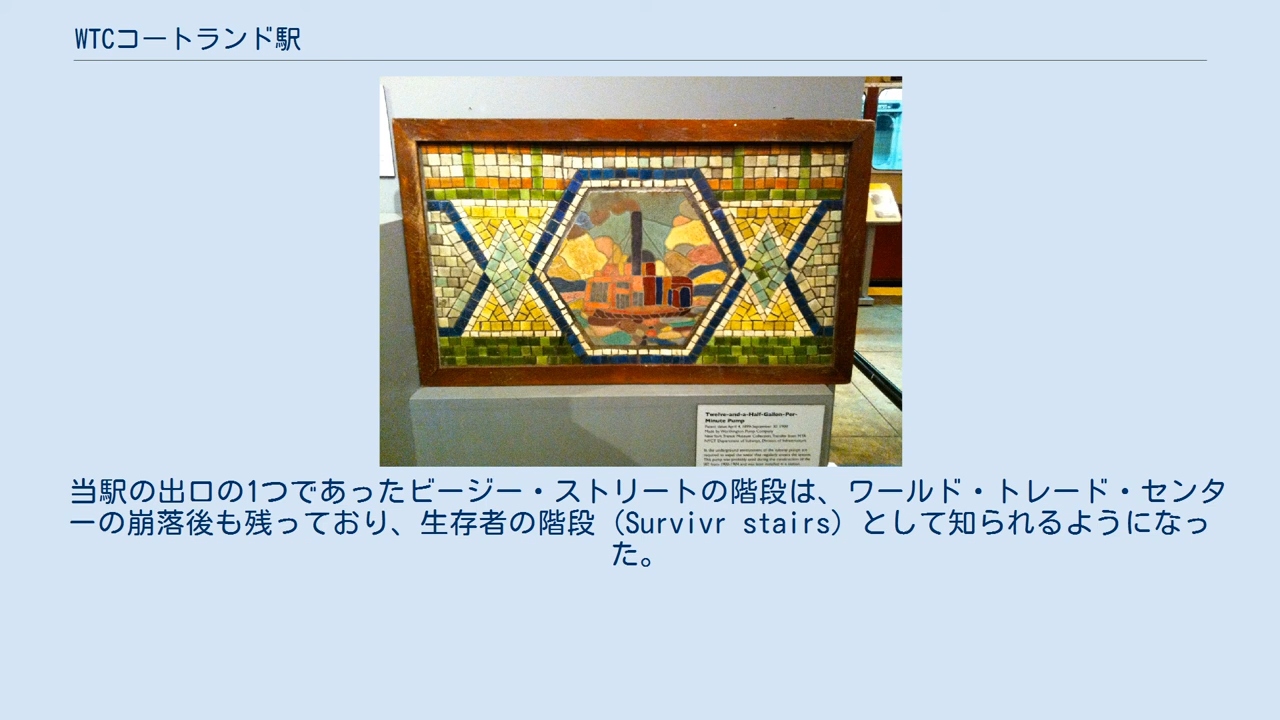 WTCコートランド駅
Twelve-and-a-Half-Gallon-Per-
Minute Pump
当駅の出口の1つであったビージー・ストリートの階段は、ワールド・トレード・センタ
ーの崩落後も残っており、生存者の階段（Survivr stairs）として知られるようになっ
た。